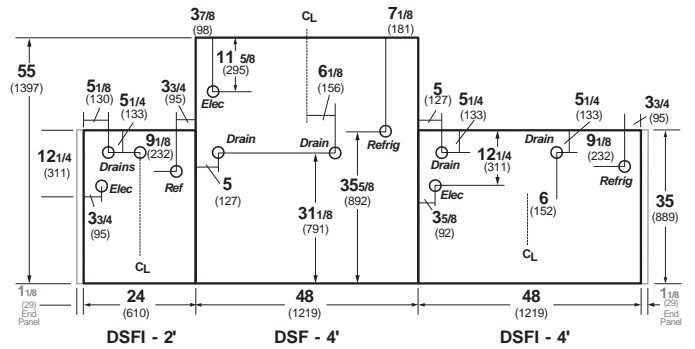 3 7/8
(98)
CL
7 1/8
(181)
55
(1397)
11 5/8
(295)
Elec
6 1/8
(156)
5 1/8
(130)
5 1/4
(133)
3 3/4
(95)
5
(127)
5 1/4
(133)
5 1/4
(133)
3 3/4
(95)
12 1/4
(311)
9 1/8
(232)
Drains
Elec
Ref
3 3/4
(95)
CL
Drain
Drain
Refrig
5
(127)
31 1/8
(791)
35 5/8
(892)
Drain
12 1/4
(311)
Elec
3 5/8
(92)
Drain
9 1/8
(232)
Refrig
6
(152)
CL
35
(889)
1 1/8
(29)
End
Panel
24
(610)
48
(1219)
48
(1219)
1 1/8
(29)
End
Panel
DSFI - 2'
DSF - 4'
DSFI - 4'